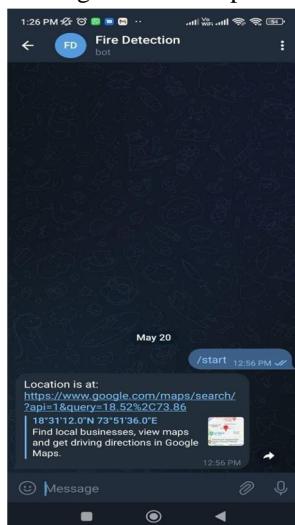 1:26 PM
FD
Fire Detection
bot
May 20
/start 12:56 PM
Location is at:
https://www.google.com/maps/search/
?api=1&query=18.52%2C73.86
18°31'12.0"N 73°51'36.0"E
Find local businesses, view maps
and get driving directions in Google
Maps.
12:56 PM
Message